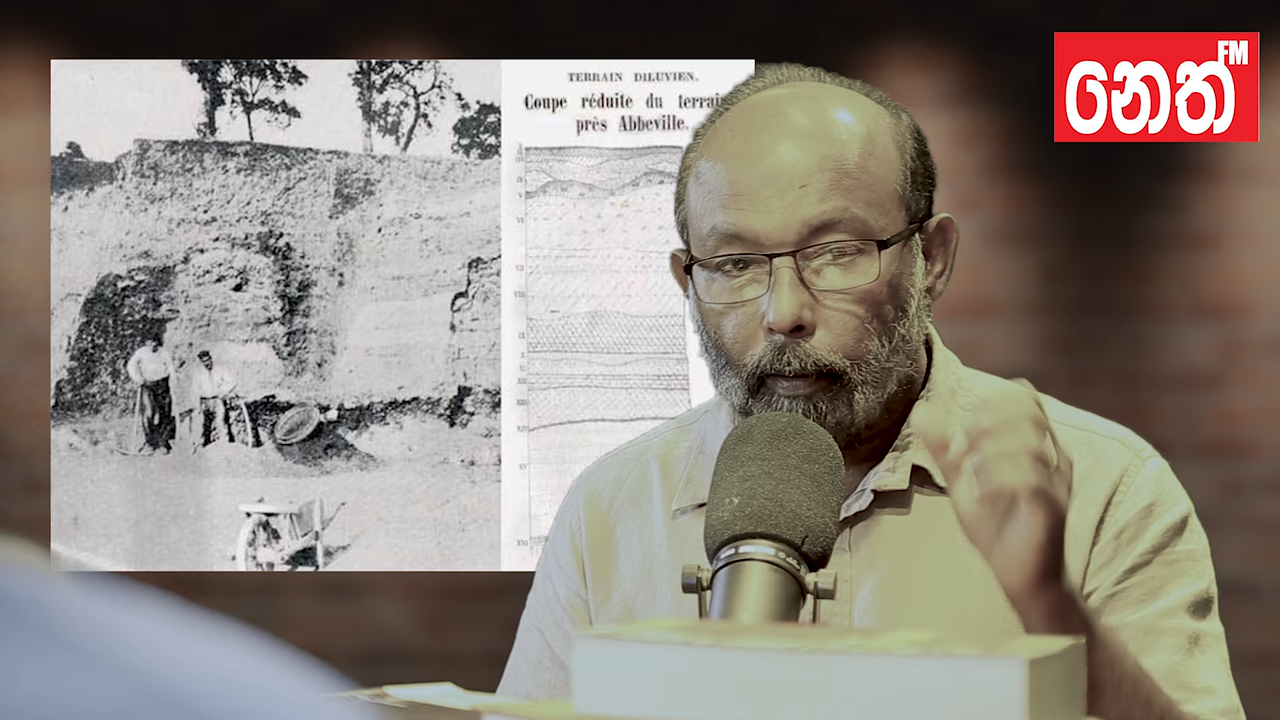 TERRAIN DILUVIEN.
Coupe réduite du terrai
près Abbeville.
නෙත් FM